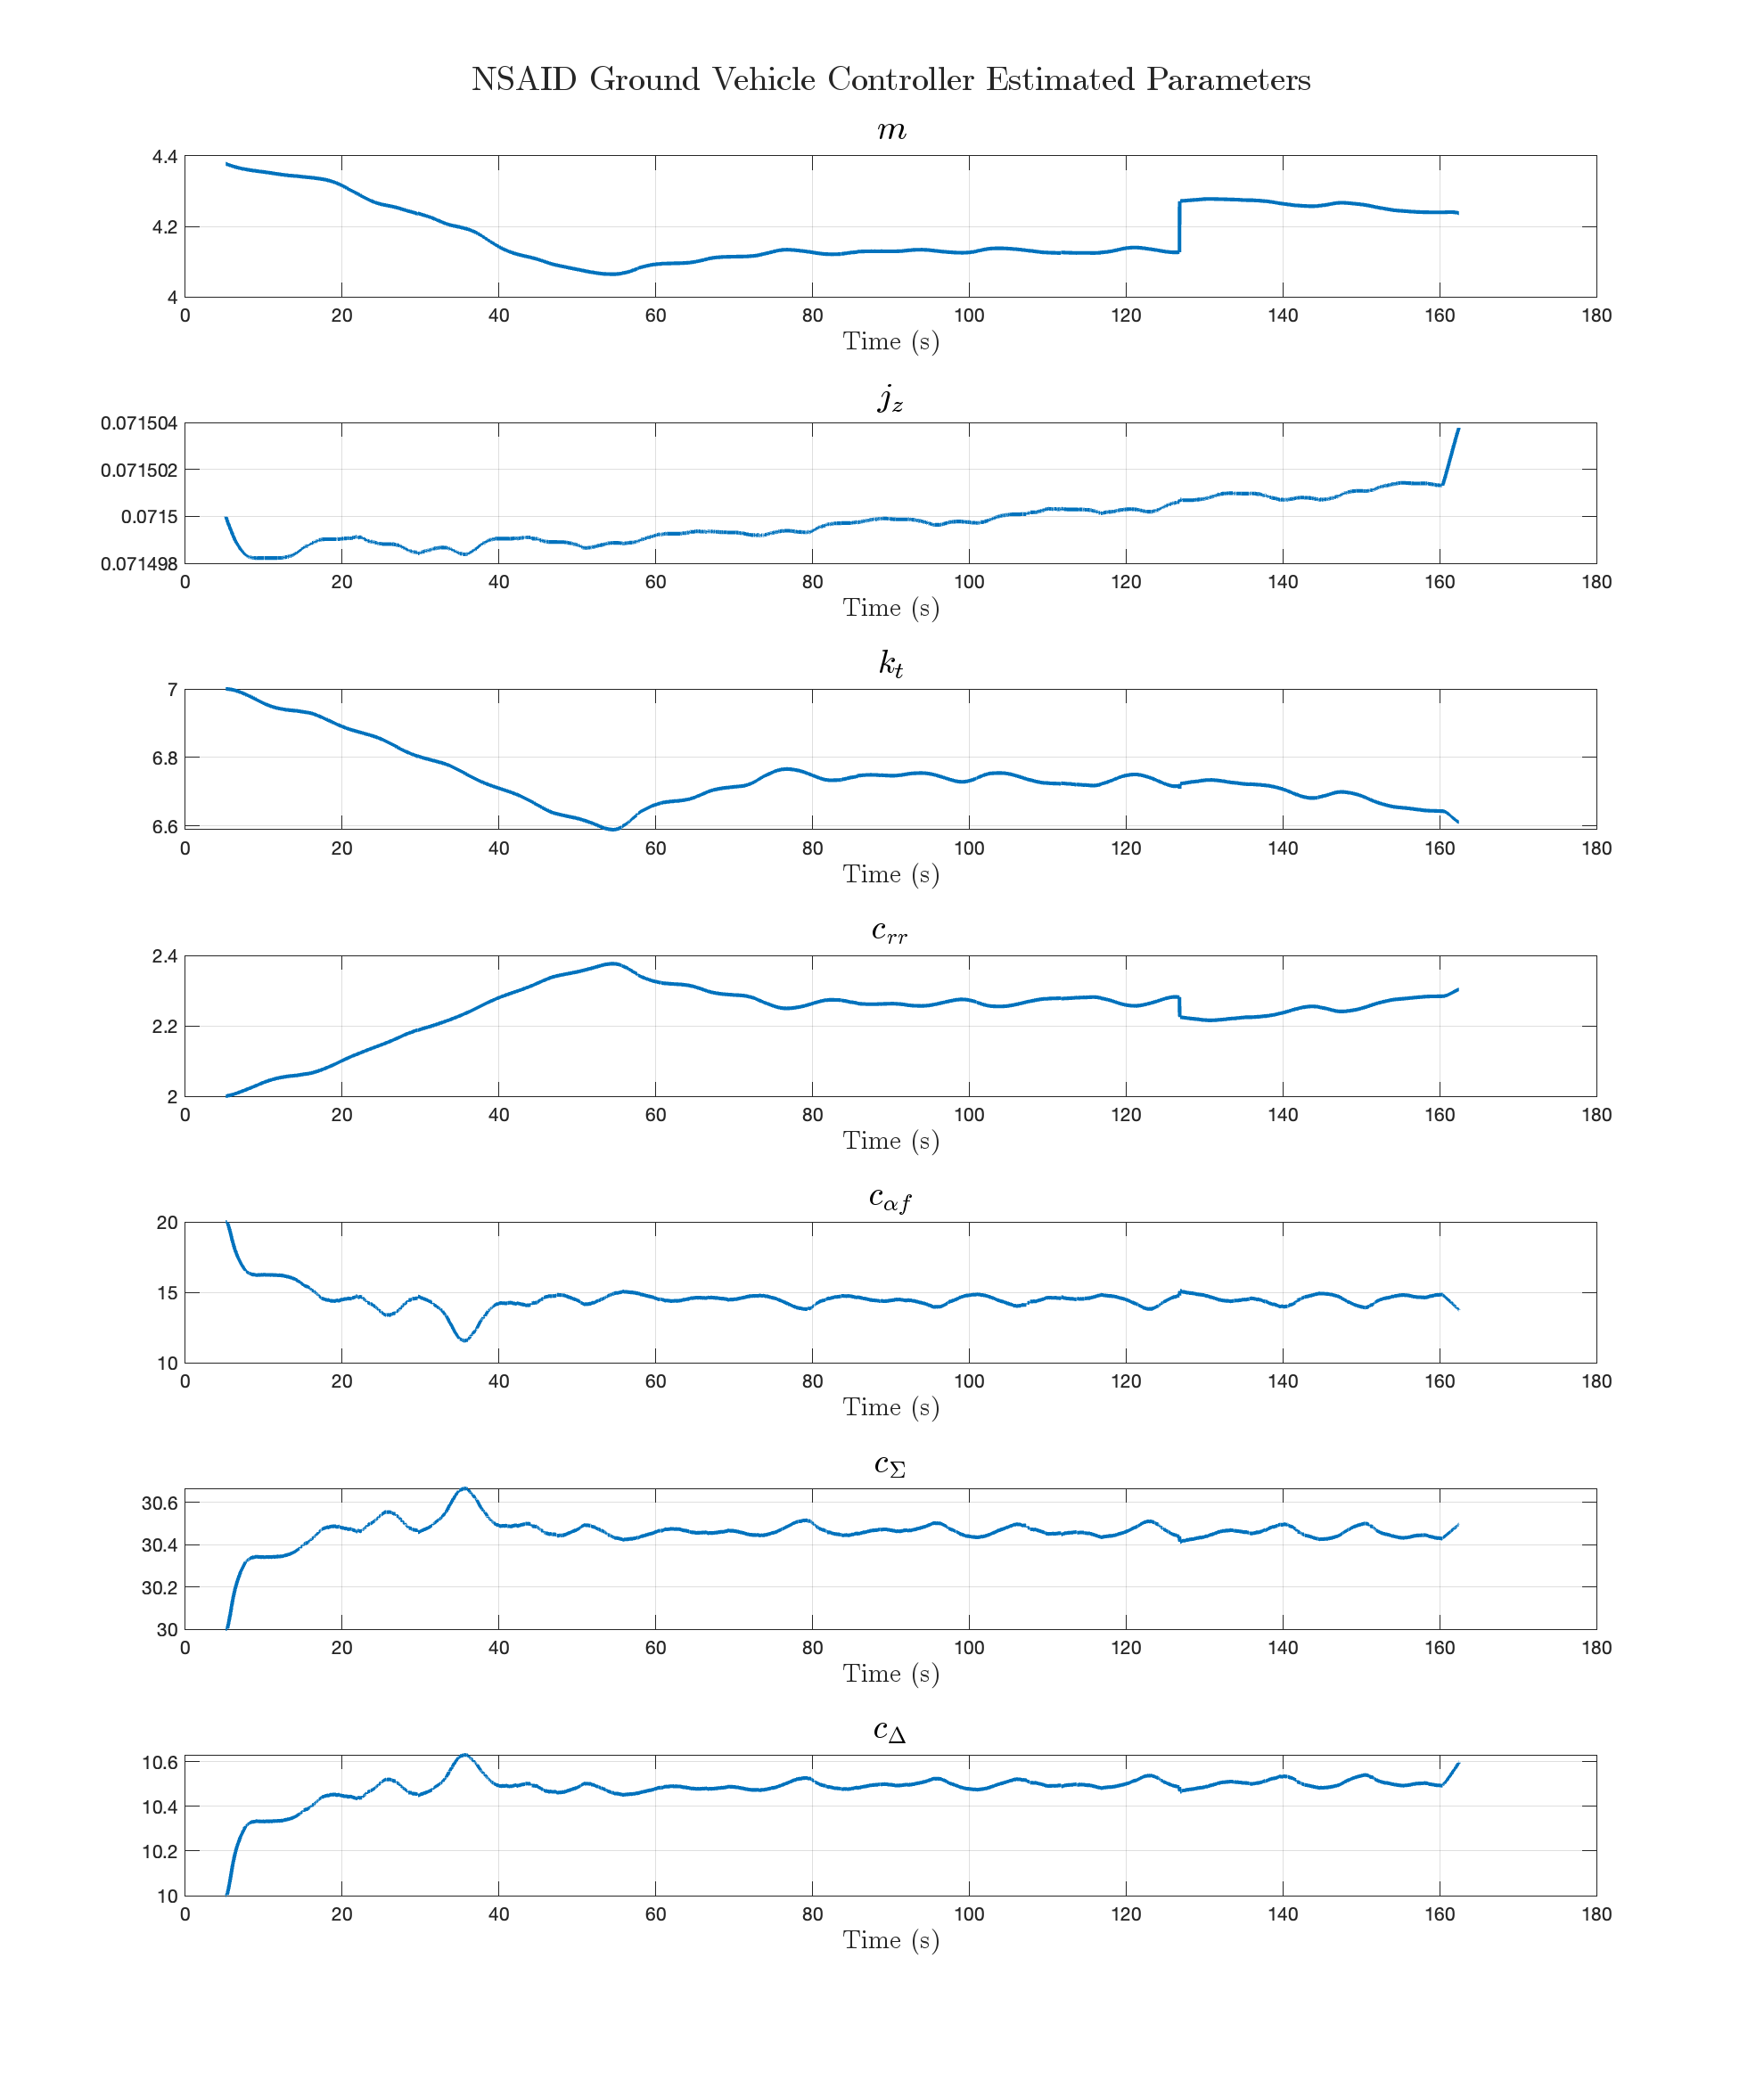 NSAID Ground Vehicle Controller Estimated Parameters
m
4.4
4.2
4
0 20 40 60 80 100 120 140 160 180
Time (s)
j_z
0.071504
0.071502
0.0715
0.071498
0 20 40 60 80 100 120 140 160 180
Time (s)
k_t
7
6.8
6.6
0 20 40 60 80 100 120 140 160 180
Time (s)
c_{rr}
2.4
2.2
2
0 20 40 60 80 100 120 140 160 180
Time (s)
c_{αf}
20
15
10
0 20 40 60 80 100 120 140 160 180
Time (s)
c_Σ
30.6
30.4
30.2
30
0 20 40 60 80 100 120 140 160 180
Time (s)
c_Δ
10.6
10.4
10.2
10
0 20 40 60 80 100 120 140 160 180
Time (s)